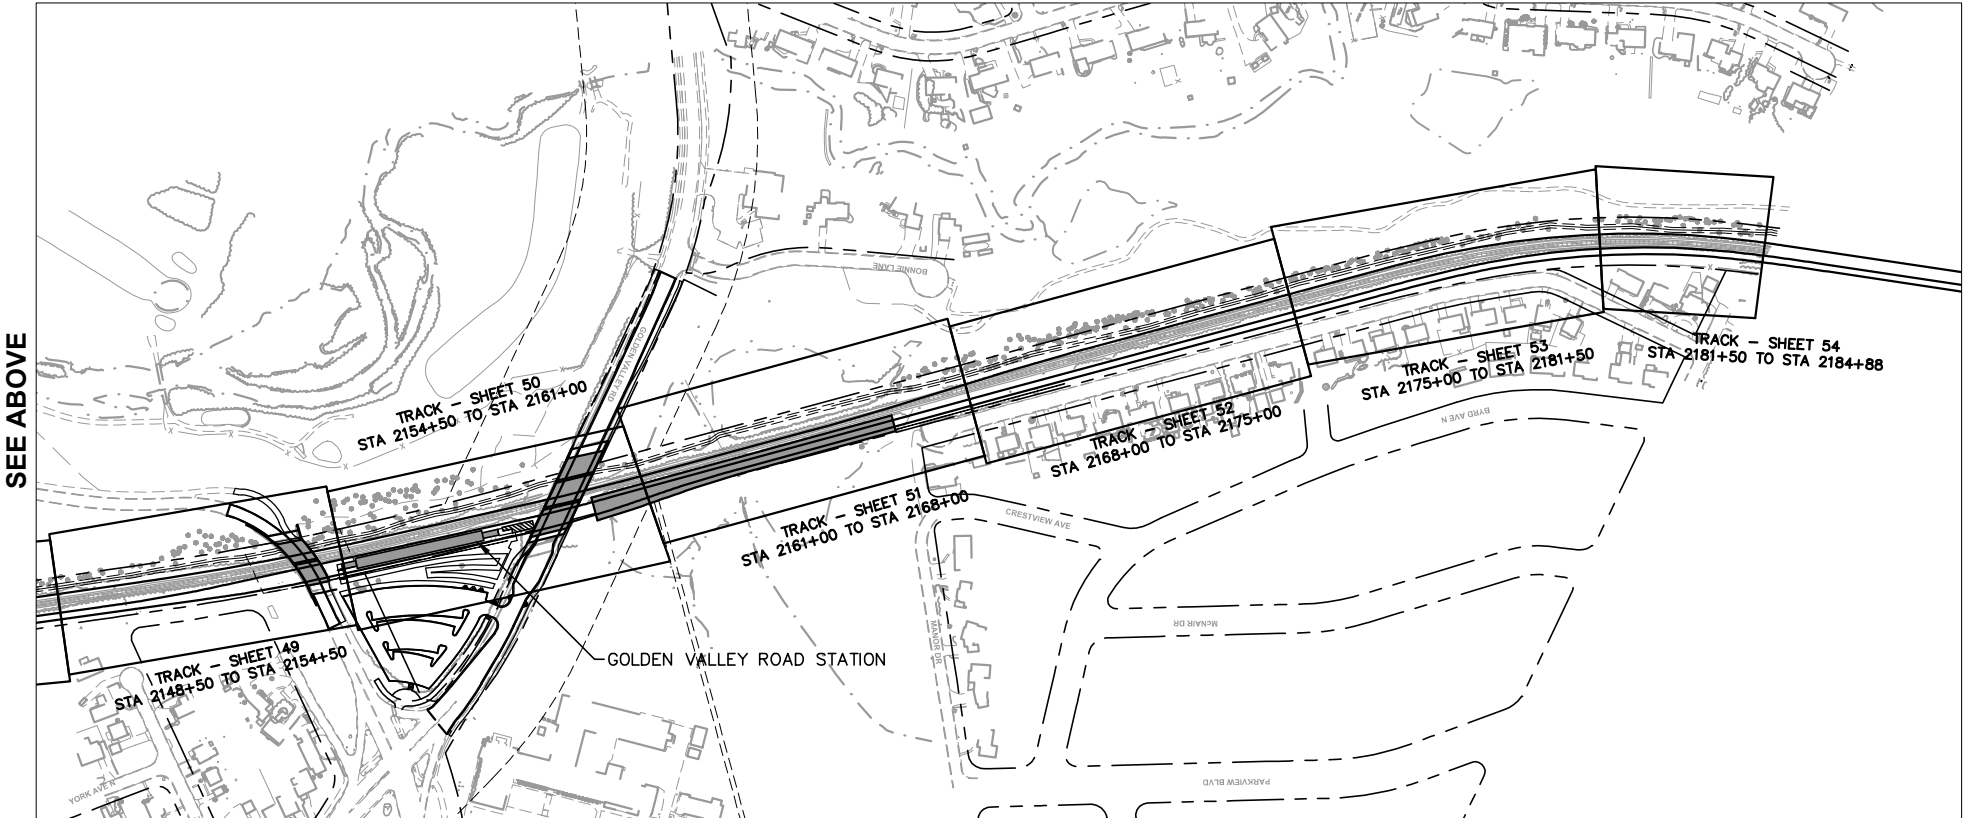 SEE ABOVE
BONNIE LANE
GOLDEN VALLEY RD
TRACK - SHEET 50
STA 2154+50 TO STA 2161+00
TRACK - SHEET 54
STA 2181+50 TO STA 2184+88
TRACK - SHEET 53
STA 2175+00 TO STA 2181+50
BYRD AVE N
TRACK - SHEET 52
STA 2168+00 TO STA 2175+00
TRACK - SHEET 51
STA 2161+00 TO STA 2168+00
CRESTVIEW AVE
McNAIR DR
MANOR DR
GOLDEN VALLEY ROAD STATION
TRACK - SHEET 49
STA 2148+50 TO STA 2154+50
YORK AVE N
PARKVIEW BLVD